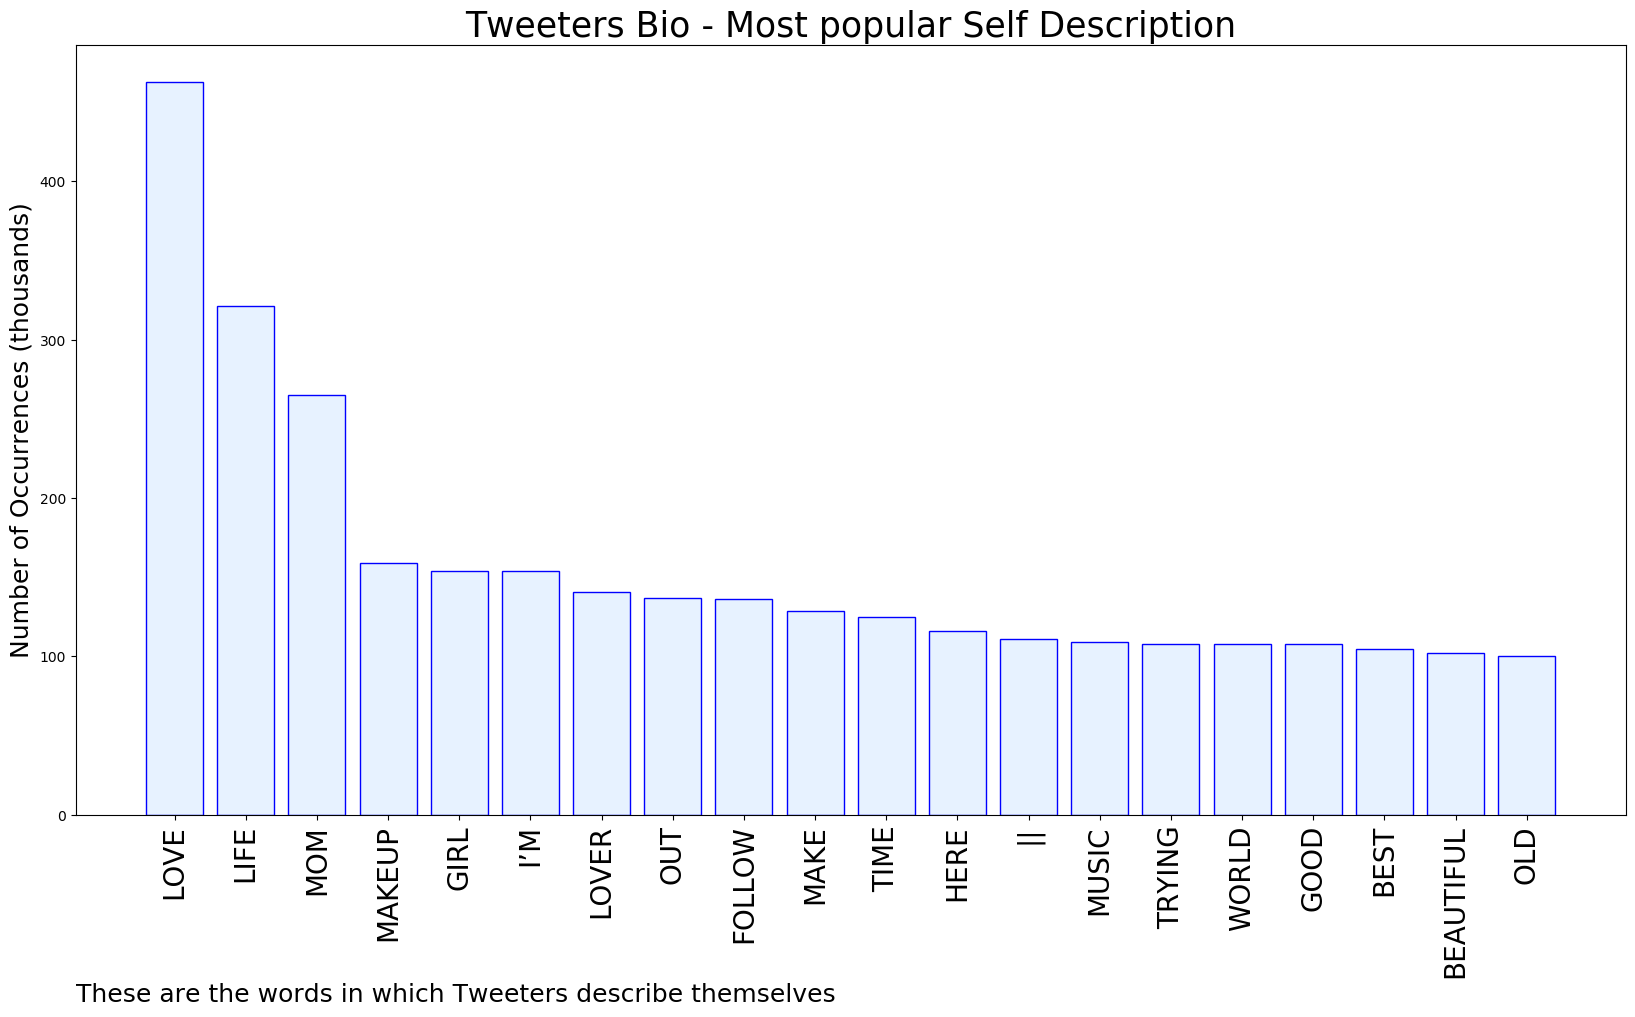 Tweeters Bio - Most popular Self Description
Number of Occurrences (thousands)
400
300
200
100
0
LOVE
LIFE
MOM
MAKEUP
GIRL
I’M
LOVER
OUT
FOLLOW
MAKE
TIME
HERE
||
MUSIC
TRYING
WORLD
GOOD
BEST
BEAUTIFUL
OLD
These are the words in which Tweeters describe themselves